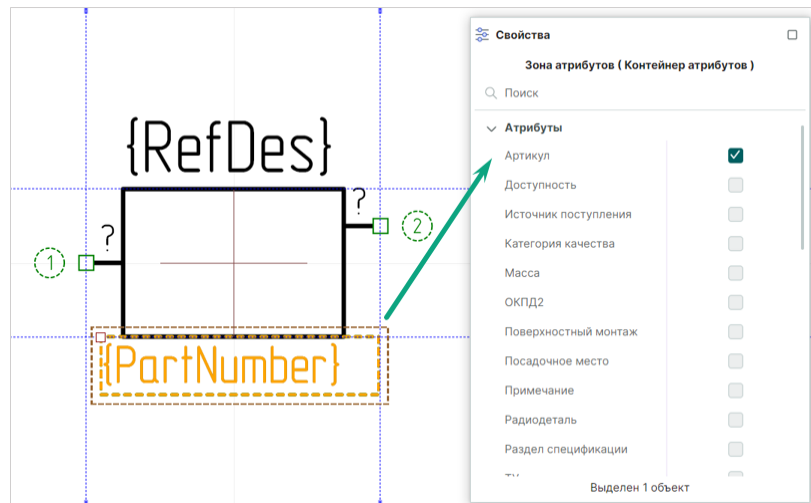 {RefDes}
?
?
1
2
{PartNumber}
Свойства
Зона атрибутов ( Контейнер атрибутов )
Поиск
Атрибуты
Артикул
Доступность
Источник поступления
Категория качества
Масса
ОКПД2
Поверхностный монтаж
Посадочное место
Примечание
Радиодеталь
Раздел спецификации
Выделен 1 объект